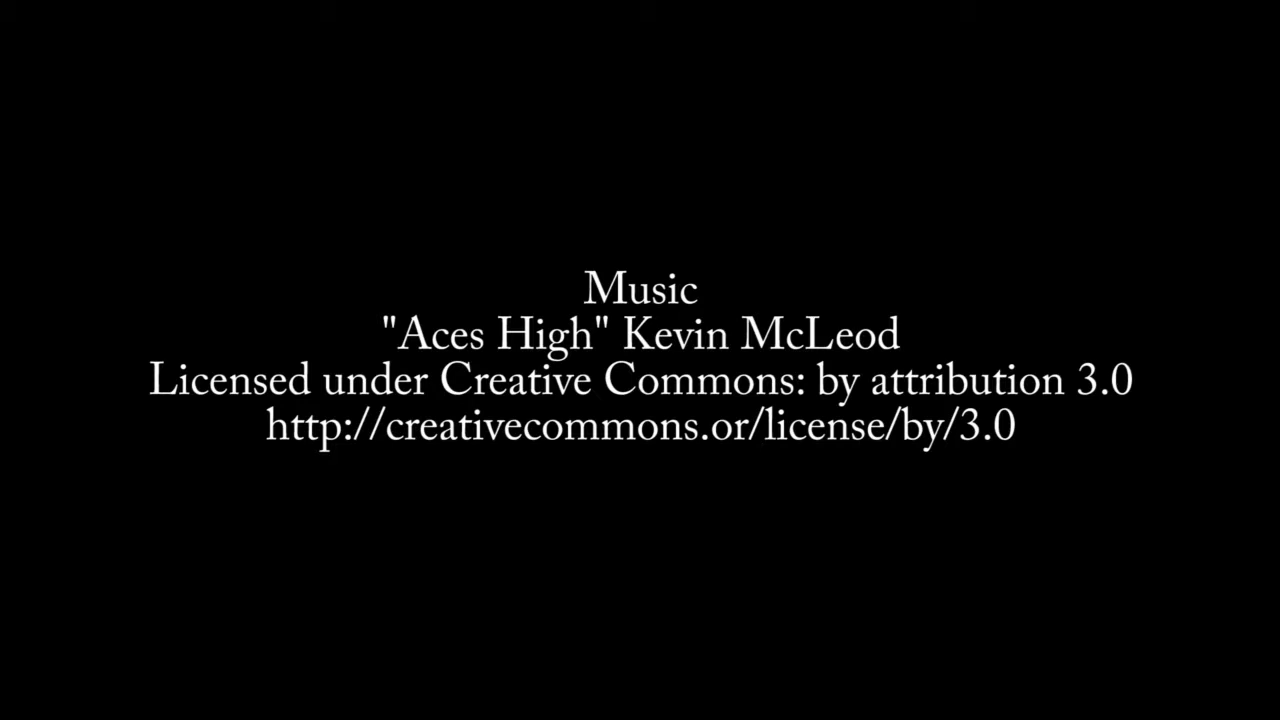 Music
"Aces High" Kevin McLeod
Licensed under Creative Commons: by attribution 3.0
http://creativecommons.or/license/by/3.0